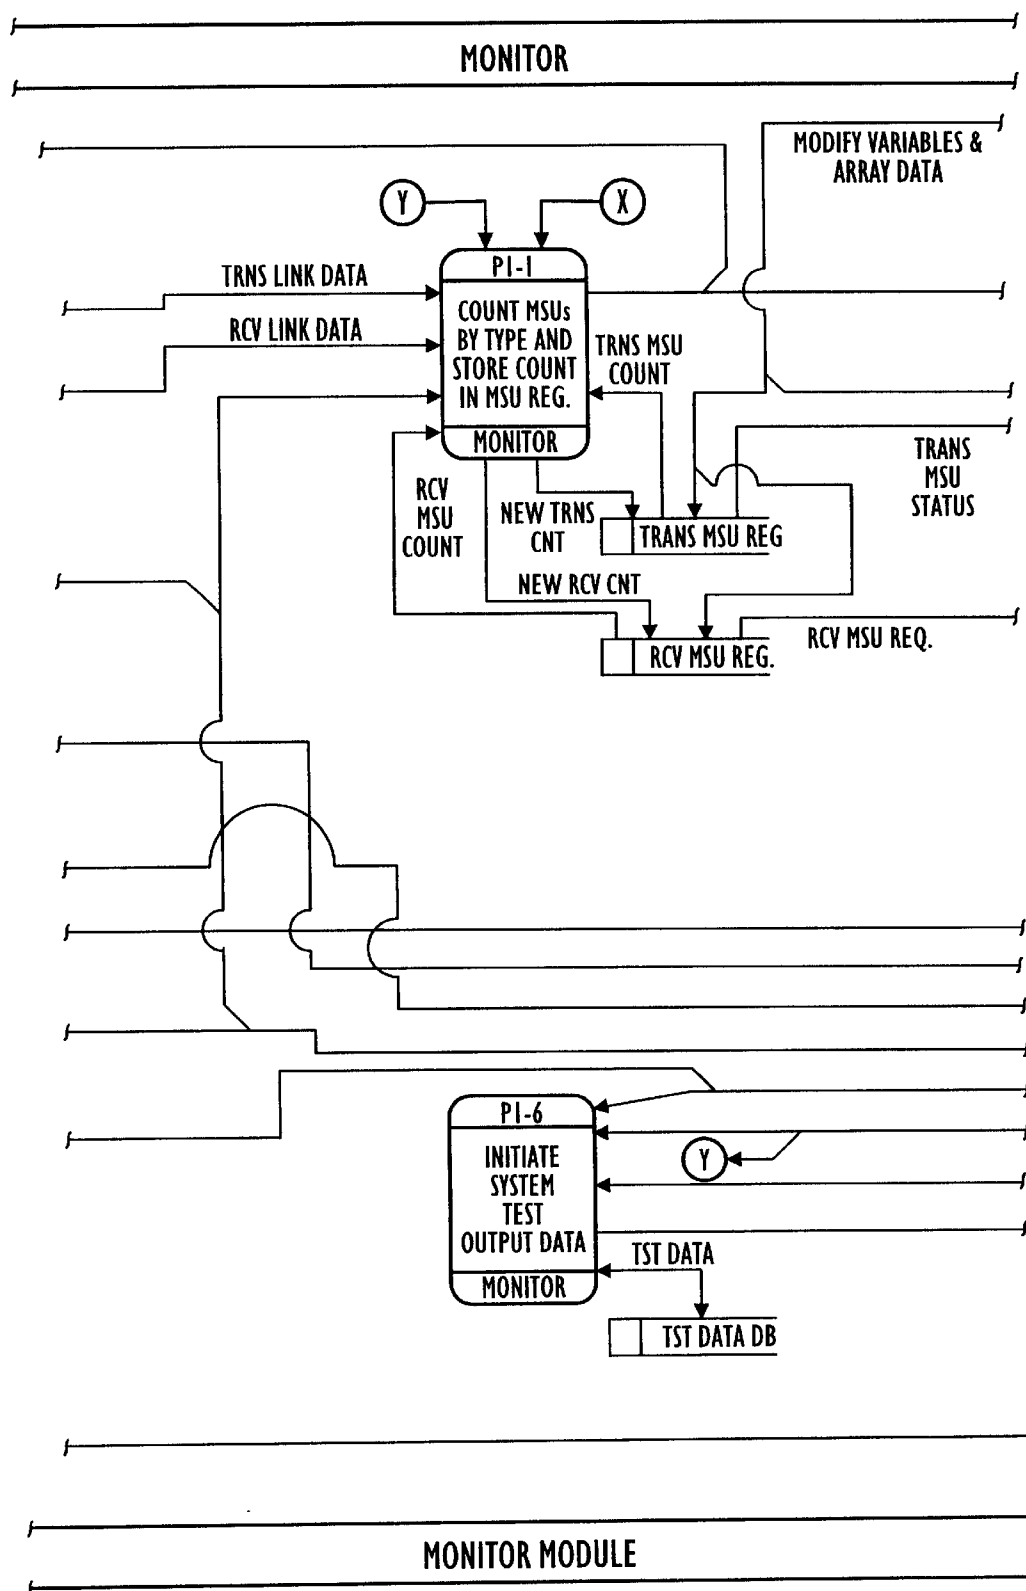 MONITOR
MODIFY VARIABLES &
ARRAY DATA
Y
X
P1-1
TRNS LINK DATA
COUNT MSUs
BY TYPE AND
STORE COUNT
IN MSU REG.
MONITOR
RCV LINK DATA
TRNS MSU
COUNT
TRANS
MSU
STATUS
RCV
MSU
COUNT
NEW TRNS
CNT
TRANS MSU REG
NEW RCV CNT
RCV MSU REQ.
RCV MSU REG.
P1-6
INITIATE
SYSTEM
TEST
OUTPUT DATA
MONITOR
Y
TST DATA
TST DATA DB
MONITOR MODULE